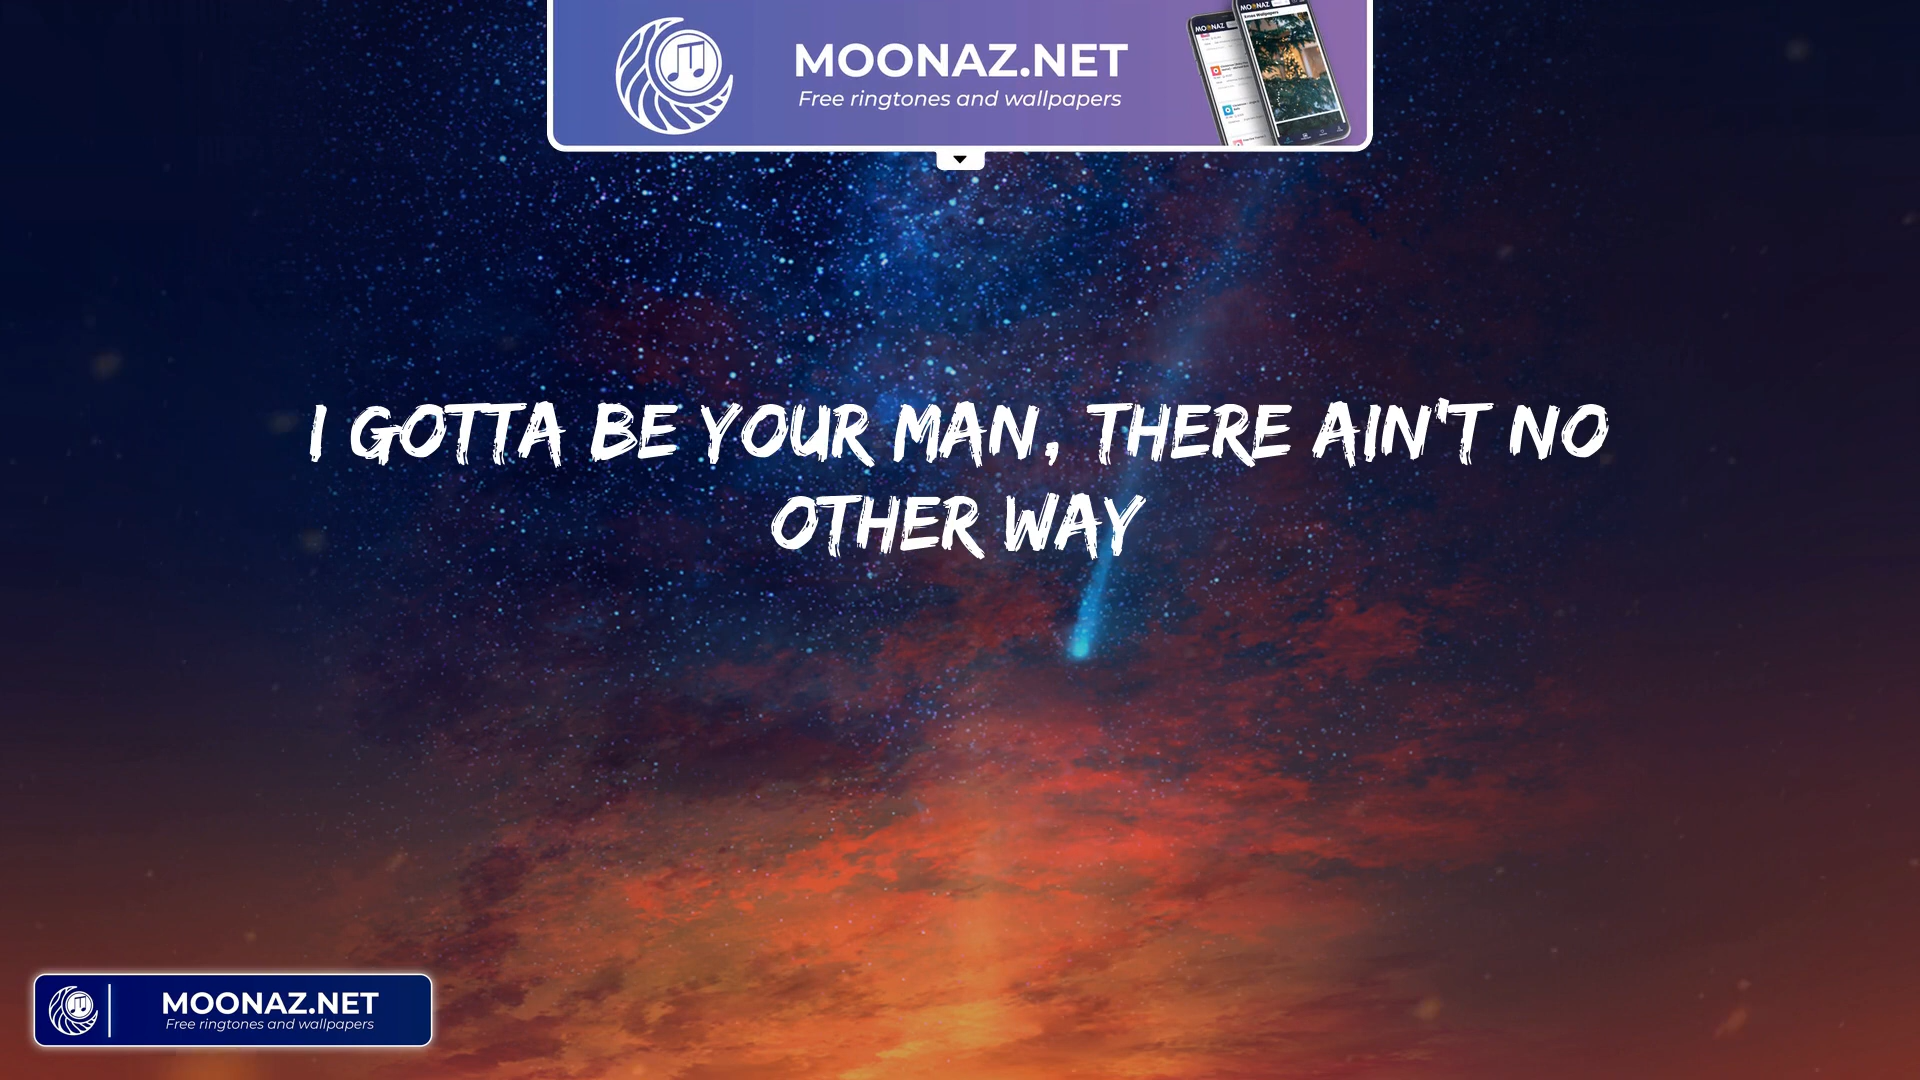 MOONAZ.NET
Free ringtones and wallpapers
I GOTTA BE YOUR MAN, THERE AIN'T NO
OTHER WAY
MOONAZ.NET
Free ringtones and wallpapers